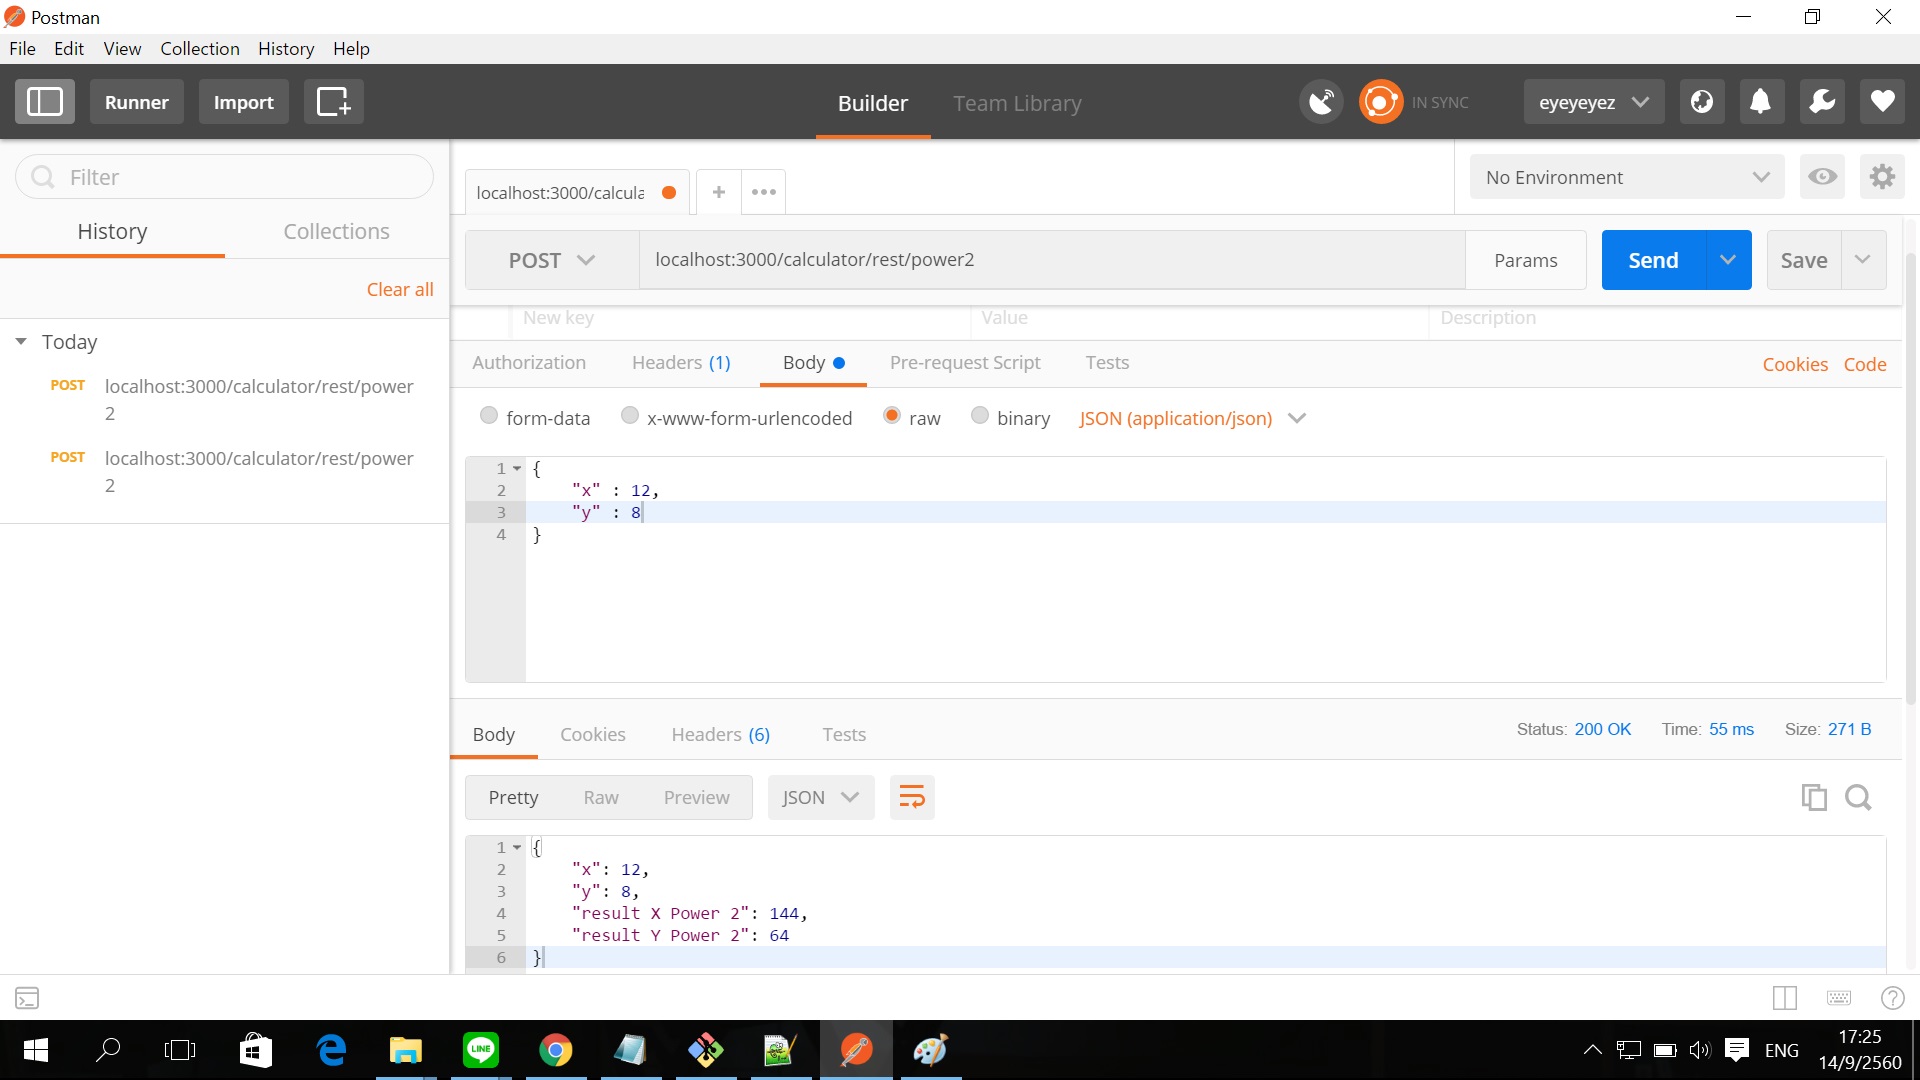 Postman
File Edit View Collection History Help
Runner Import Builder Team Library IN SYNC eyeyeyez
Filter
History Collections
Clear all
Today
POST localhost:3000/calculator/rest/power
2
POST localhost:3000/calculator/rest/power
2
localhost:3000/calcula
No Environment
POST localhost:3000/calculator/rest/power2 Params Send Save
New key Value Description
Authorization Headers (1) Body Pre-request Script Tests Cookies Code
form-data x-www-form-urlencoded raw binary JSON (application/json)
1 {
2 "x" : 12,
3 "y" : 8
4 }
Body Cookies Headers (6) Tests Status: 200 OK Time: 55 ms Size: 271 B
Pretty Raw Preview JSON
1 {
2 "x": 12,
3 "y": 8,
4 "result X Power 2": 144,
5 "result Y Power 2": 64
6 }
LINE
ENG
17:25
14/9/2560